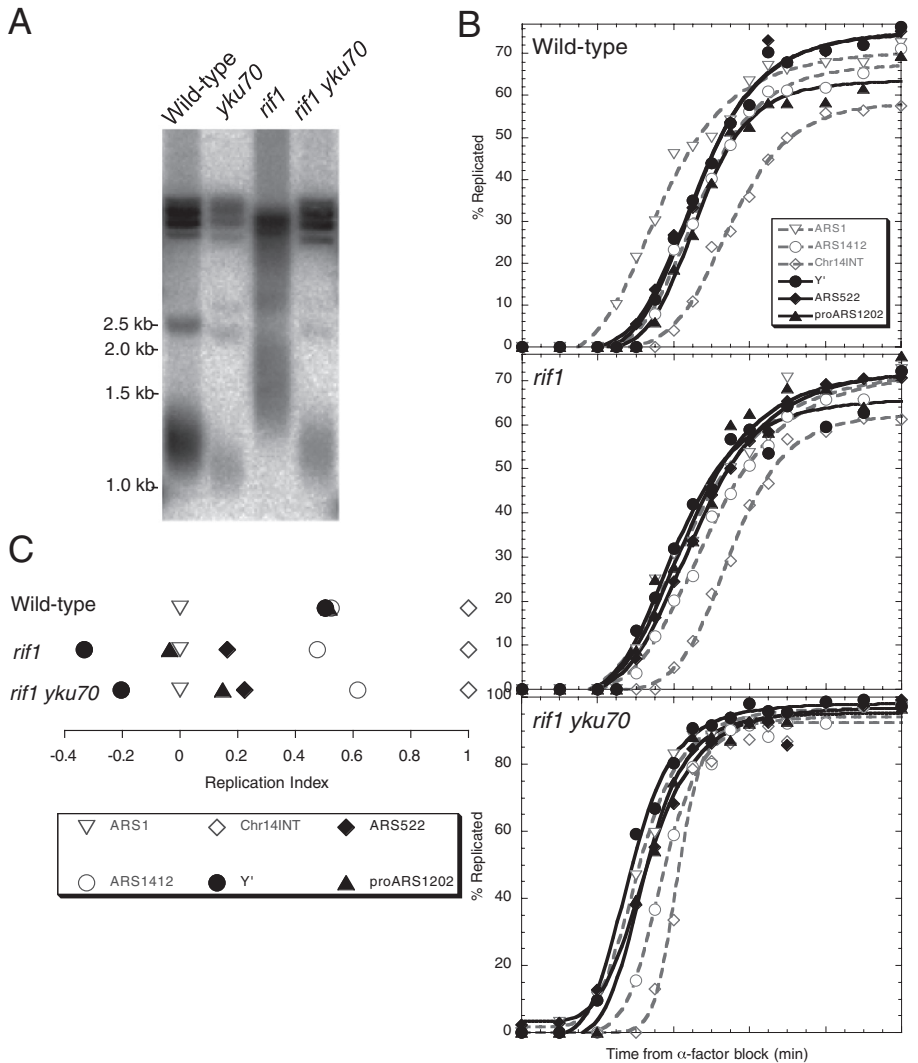 A
Wild-type
yku70
rif1
rif1 yku70
2.5 kb-
2.0 kb-
1.5 kb-
1.0 kb-
B
Wild-type
70
60
50
40
30
20
10
0
% Replicated
ARS1
ARS1412
Chr14INT
Y'
ARS522
proARS1202
rif1
70
60
50
40
30
20
10
0
rif1 yku70
100
80
60
40
20
0
% Replicated
Time from α-factor block (min)
C
Wild-type
rif1
rif1 yku70
-0.4 -0.2 0 0.2 0.4 0.6 0.8 1
Replication Index
ARS1 Chr14INT ARS522
ARS1412 Y' proARS1202